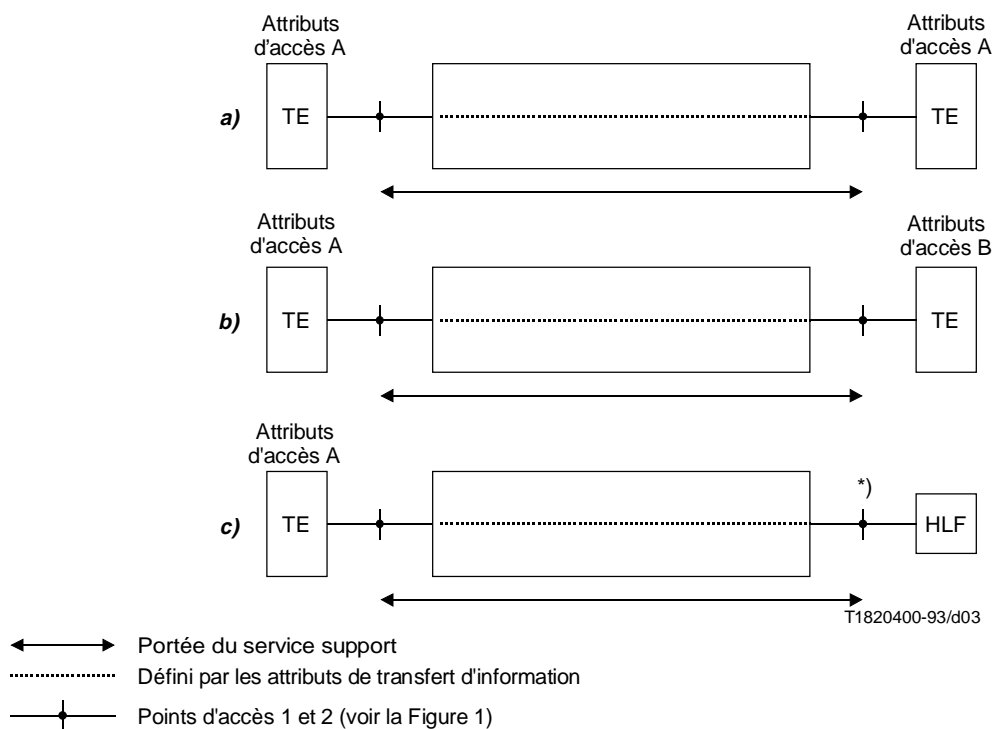 Attributs
d'accès A
Attributs
d'accès A
a)
TE
TE
Attributs
d'accès A
Attributs
d'accès B
b)
TE
TE
Attributs
d'accès A
*)
c)
TE
HLF
T1820400-93/d03
Portée du service support
Défini par les attributs de transfert d'information
Points d'accès 1 et 2 (voir la Figure 1)